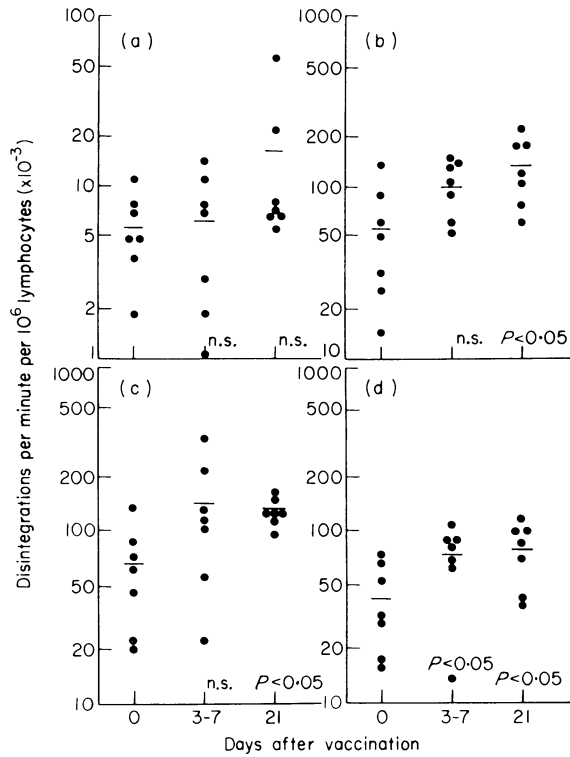 Disintegrations per minute per 10⁶ lymphocytes (x10⁻³)
(a)
100
50
20
10
5
2
1
n.s.
n.s.
(b)
1000
500
200
100
50
20
10
n.s.
P<0·05
(c)
1000
500
200
100
50
20
10
n.s.
P<0·05
0
3-7
21
(d)
1000
500
200
100
50
20
10
P<0·05
P<0·05
0
3-7
21
Days after vaccination